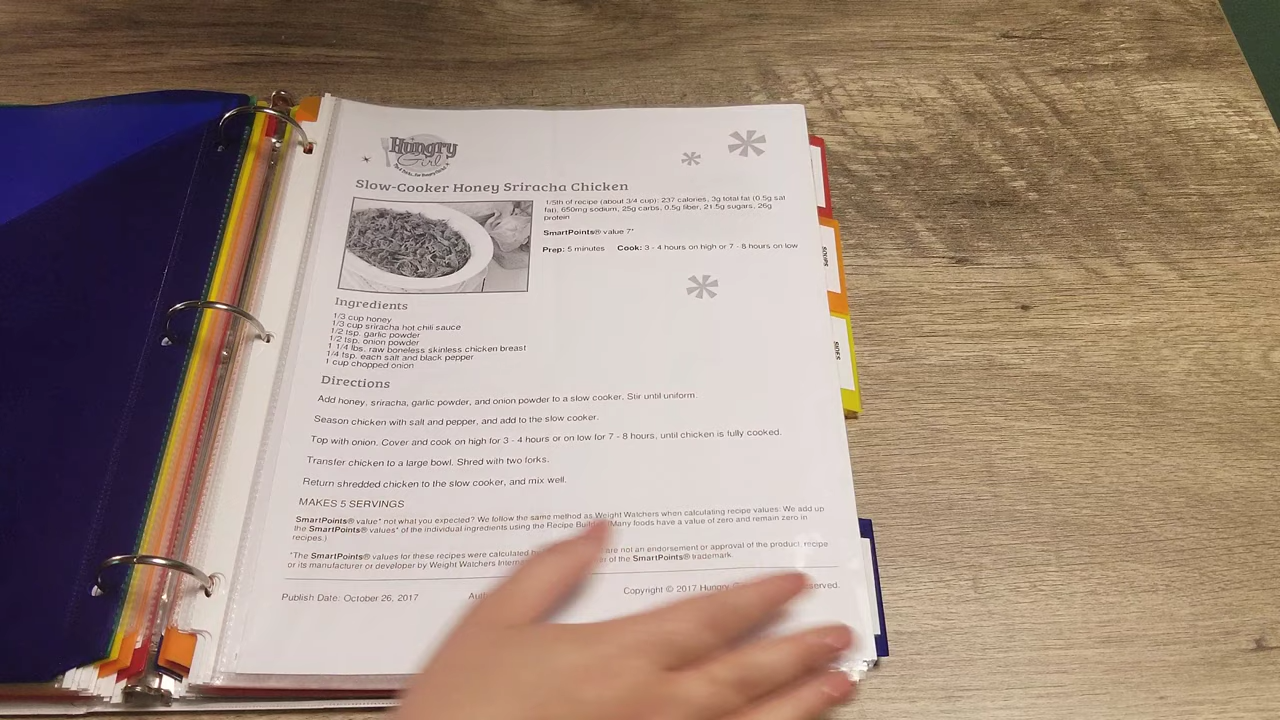 Hungry
Girl
Slow-Cooker Honey Sriracha Chicken
1/5th of recipe (about 3/4 cup): 237 calories, 3g total fat (0.5g sat
fat), 650mg sodium, 25g carbs, 0.5g fiber, 21.5g sugars, 26g
protein
SmartPoints® value 7*
Prep: 5 minutes Cook: 3 - 4 hours on high or 7 - 8 hours on low
Ingredients
1/3 cup honey
1/3 cup sriracha hot chili sauce
1/2 tsp. garlic powder
1/2 tsp. onion powder
1 1/4 lbs. raw boneless skinless chicken breast
1/4 tsp. each salt and black pepper
1 cup chopped onion
Directions
Add honey, sriracha, garlic powder, and onion powder to a slow cooker. Stir until uniform.
Season chicken with salt and pepper, and add to the slow cooker.
Top with onion. Cover and cook on high for 3 - 4 hours or on low for 7 - 8 hours, until chicken is fully cooked.
Transfer chicken to a large bowl. Shred with two forks.
Return shredded chicken to the slow cooker, and mix well.
MAKES 5 SERVINGS
SmartPoints® value* not what you expected? We follow the same method as Weight Watchers when calculating recipe values: We add up
the SmartPoints® values* of the individual ingredients using the Recipe (Many foods have a value of zero and remain zero in
recipes.)
*The SmartPoints® values for these recipes were calculated are not an endorsement or approval of the product, recipe
or its manufacturer or developer by Weight Watchers of the SmartPoints® trademark.
Publish Date: October 26, 2017 Copyright © 2017 Hungry
SOUPS
SIDES